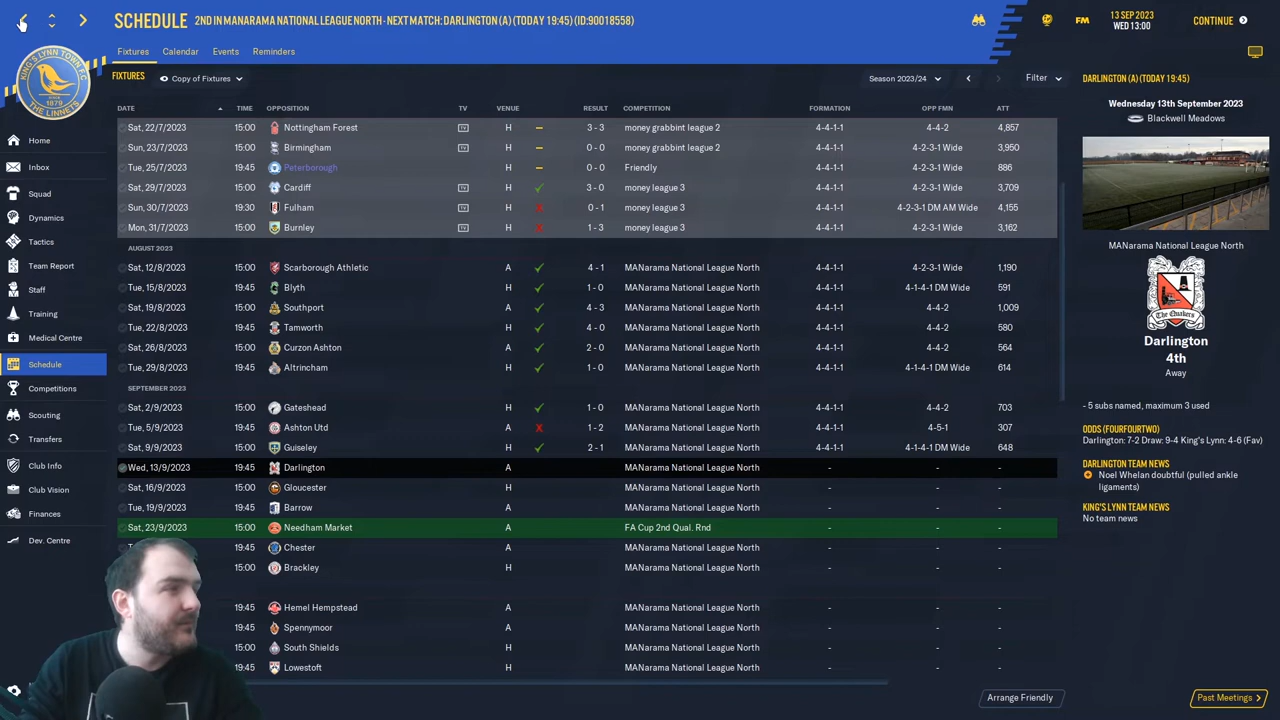 SCHEDULE 2ND IN MANARAMA NATIONAL LEAGUE NORTH · NEXT MATCH: DARLINGTON (A) (TODAY 19:45) (ID:90018558)
FM 13 SEP 2023 WED 13:00 CONTINUE
Fixtures Calendar Events Reminders
KING'S LYNN TOWN F.C.
SINCE 1879
THE LINNETS
FIXTURES Copy of Fixtures Season 2023/24 Filter
DATE TIME OPPOSITION TV VENUE RESULT COMPETITION FORMATION OPP FMN ATT
Sat, 22/7/2023 15:00 Nottingham Forest TV H 3 - 3 money grabbint league 2 4-4-1-1 4-4-2 4,857
Sun, 23/7/2023 15:00 Birmingham TV H 0 - 0 money grabbint league 2 4-4-1-1 4-2-3-1 Wide 3,950
Tue, 25/7/2023 19:45 Peterborough H 0 - 0 Friendly 4-4-1-1 4-2-3-1 Wide 886
Sat, 29/7/2023 15:00 Cardiff TV H 3 - 0 money league 3 4-4-1-1 4-2-3-1 Wide 3,709
Sun, 30/7/2023 19:30 Fulham TV H X 0 - 1 money league 3 4-4-1-1 4-2-3-1 DM AM Wide 4,155
Mon, 31/7/2023 15:00 Burnley TV H X 1 - 3 money league 3 4-4-1-1 4-2-3-1 Wide 3,162
AUGUST 2023
Sat, 12/8/2023 15:00 Scarborough Athletic A 4 - 1 MANarama National League North 4-4-1-1 4-2-3-1 Wide 1,190
Tue, 15/8/2023 19:45 Blyth H 1 - 0 MANarama National League North 4-4-1-1 4-1-4-1 DM Wide 591
Sat, 19/8/2023 15:00 Southport A 4 - 3 MANarama National League North 4-4-1-1 4-4-2 1,009
Tue, 22/8/2023 19:45 Tamworth H 4 - 0 MANarama National League North 4-4-1-1 4-4-2 580
Sat, 26/8/2023 15:00 Curzon Ashton A 2 - 0 MANarama National League North 4-4-1-1 4-4-2 564
Tue, 29/8/2023 19:45 Altrincham H 1 - 0 MANarama National League North 4-4-1-1 4-1-4-1 DM Wide 614
SEPTEMBER 2023
Sat, 2/9/2023 15:00 Gateshead H 1 - 0 MANarama National League North 4-4-1-1 4-4-2 703
Tue, 5/9/2023 19:45 Ashton Utd A X 1 - 2 MANarama National League North 4-4-1-1 4-5-1 307
Sat, 9/9/2023 15:00 Guiseley H 2 - 1 MANarama National League North 4-4-1-1 4-1-4-1 DM Wide 648
Wed, 13/9/2023 19:45 Darlington A MANarama National League North - - -
Sat, 16/9/2023 15:00 Gloucester H MANarama National League North - - -
Tue, 19/9/2023 19:45 Barrow A MANarama National League North - - -
Sat, 23/9/2023 15:00 Needham Market A FA Cup 2nd Qual. Rnd - - -
19:45 Chester A MANarama National League North - - -
15:00 Brackley H MANarama National League North - - -
19:45 Hemel Hempstead A MANarama National League North - - -
19:45 Spennymoor A MANarama National League North - - -
15:00 South Shields H MANarama National League North - - -
19:45 Lowestoft H MANarama National League North - - -
Arrange Friendly
Home
Inbox
Squad
Dynamics
Tactics
Team Report
Staff
Training
Medical Centre
Schedule
Competitions
Scouting
Transfers
Club Info
Club Vision
Finances
Dev. Centre
DARLINGTON (A) (TODAY 19:45)
Wednesday 13th September 2023
Blackwell Meadows
MANarama National League North
The Quakers
Darlington
4th
Away
- 5 subs named, maximum 3 used
ODDS (FOURFOURTWO)
Darlington: 7-2 Draw: 9-4 King's Lynn: 4-6 (Fav)
DARLINGTON TEAM NEWS
Noel Whelan doubtful (pulled ankle
ligaments)
KING'S LYNN TEAM NEWS
No team news
Past Meetings